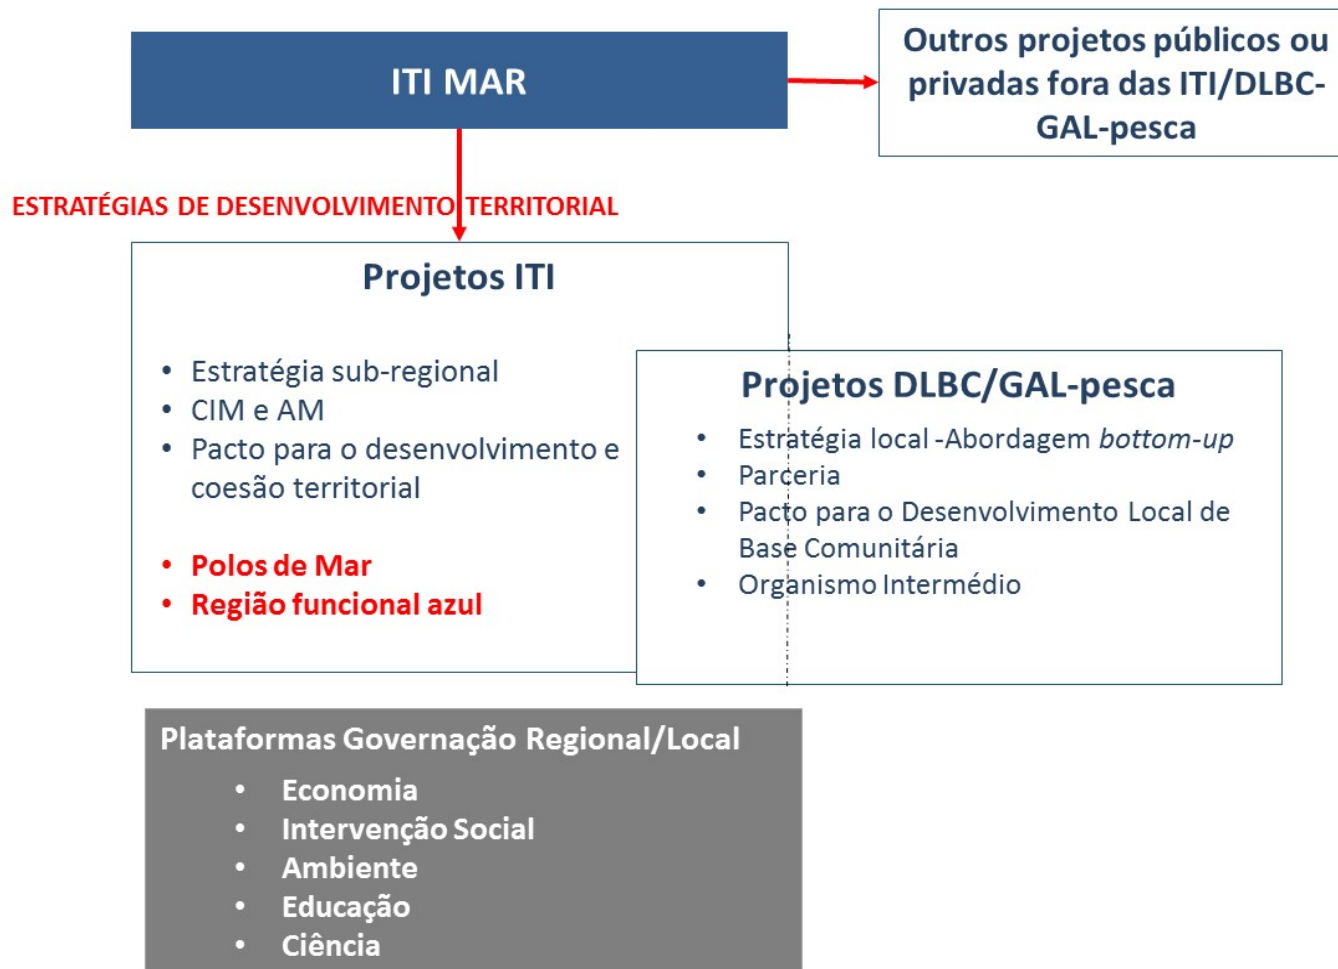 ITI MAR
Outros projetos públicos ou
privadas fora das ITI/DLBC-
GAL-pesca
ESTRATÉGIAS DE DESENVOLVIMENTO TERRITORIAL
Projetos ITI
• Estratégia sub-regional
• CIM e AM
• Pacto para o desenvolvimento e
coesão territorial
• Polos de Mar
• Região funcional azul
Projetos DLBC/GAL-pesca
• Estratégia local -Abordagem bottom-up
• Parceria
• Pacto para o Desenvolvimento Local de
Base Comunitária
• Organismo Intermédio
Plataformas Governação Regional/Local
• Economia
• Intervenção Social
• Ambiente
• Educação
• Ciência